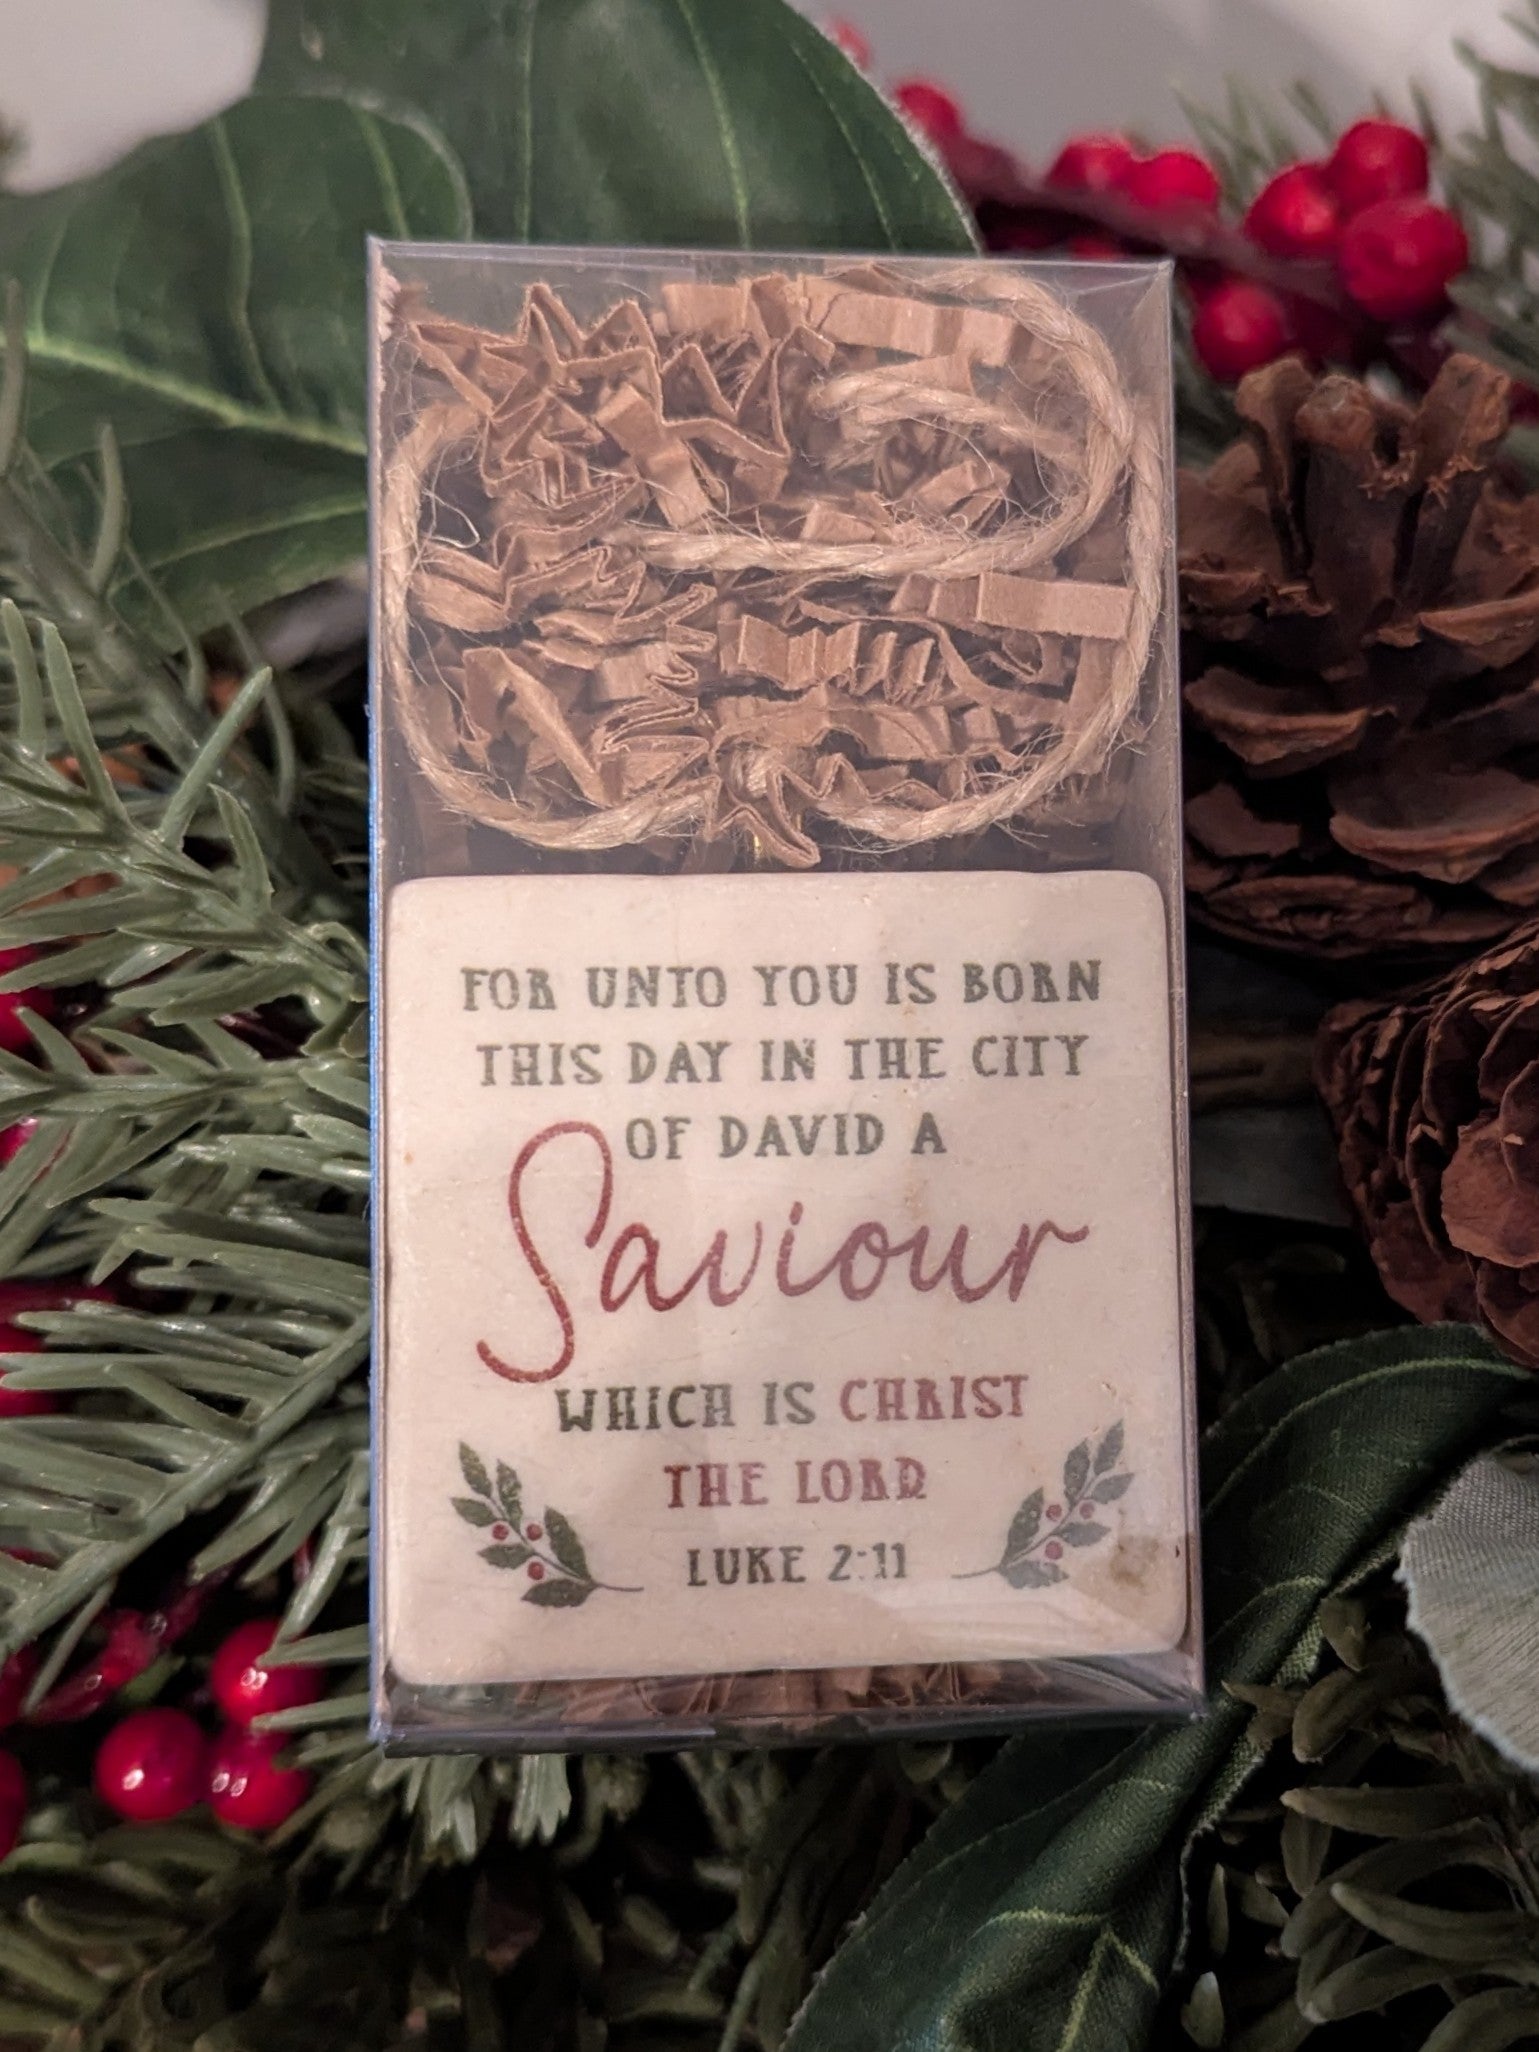 FOR UNTO YOU IS BORN
THIS DAY IN THE CITY
OF DAVID A
Saviour
WHICH IS CHRIST
THE LORD
LUKE 2:11